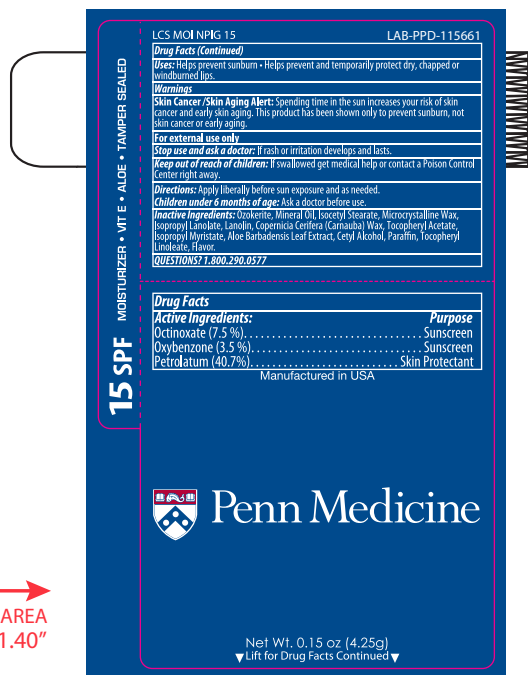 LCS MOI NPIG 15
LAB-PPD-115661
Drug Facts (Continued)
Uses: Helps prevent sunburn • Helps prevent and temporarily protect dry, chapped or
windburned lips.
Warnings
Skin Cancer /Skin Aging Alert: Spending time in the sun increases your risk of skin
cancer and early skin aging. This product has been shown only to prevent sunburn, not
skin cancer or early aging.
For external use only
Stop use and ask a doctor: If rash or irritation develops and lasts.
Keep out of reach of children: If swallowed get medical help or contact a Poison Control
Center right away.
Directions: Apply liberally before sun exposure and as needed.
Children under 6 months of age: Ask a doctor before use.
Inactive Ingredients: Ozokerite, Mineral Oil, Isocetyl Stearate, Microcrystalline Wax,
Isopropyl Lanolate, Lanolin, Copernicia Cerifera (Carnauba) Wax, Tocopheryl Acetate,
Isopropyl Myristate, Aloe Barbadensis Leaf Extract, Cetyl Alcohol, Paraffin, Tocopheryl
Linoleate, Flavor.
QUESTIONS? 1.800.290.0577
15 SPF MOISTURIZER • VIT E • ALOE • TAMPER SEALED
Drug Facts
Active Ingredients: Purpose
Octinoxate (7.5 %)............................... Sunscreen
Oxybenzone (3.5 %).............................. Sunscreen
Petrolatum (40.7%).......................... Skin Protectant
Manufactured in USA
Penn Medicine
AREA
1.40"
Net Wt. 0.15 oz (4.25g)
▼Lift for Drug Facts Continued▼